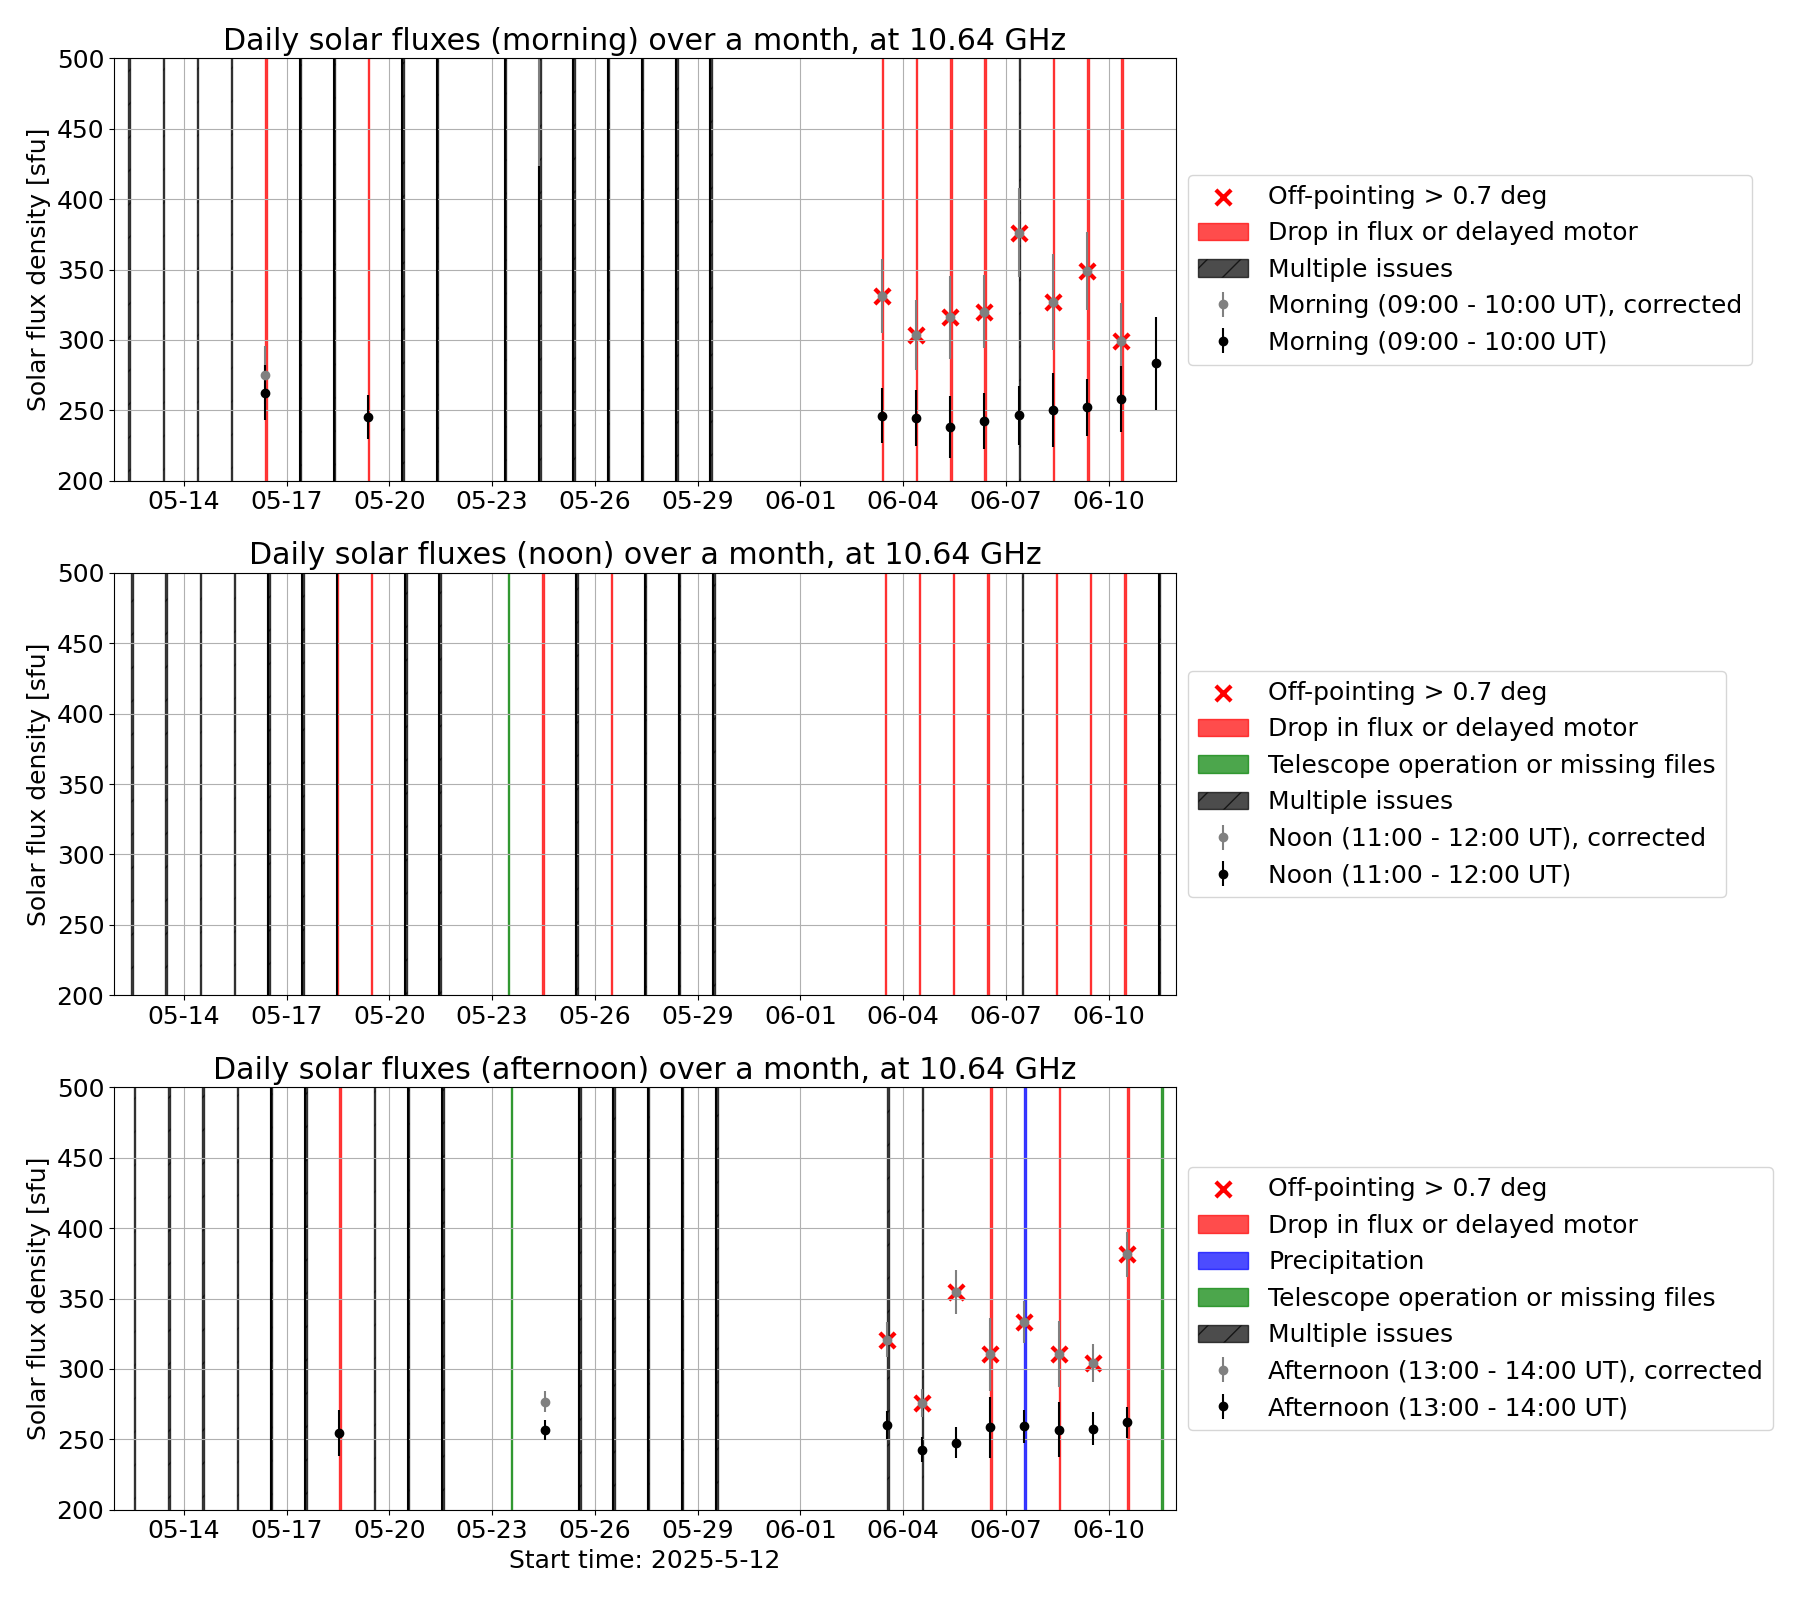 Daily solar fluxes (morning) over a month, at 10.64 GHz
Solar flux density [sfu]
500
450
400
350
300
250
200
05-14 05-17 05-20 05-23 05-26 05-29 06-01 06-04 06-07 06-10
Off-pointing > 0.7 deg
Drop in flux or delayed motor
Multiple issues
Morning (09:00 - 10:00 UT), corrected
Morning (09:00 - 10:00 UT)
Daily solar fluxes (noon) over a month, at 10.64 GHz
Solar flux density [sfu]
500
450
400
350
300
250
200
05-14 05-17 05-20 05-23 05-26 05-29 06-01 06-04 06-07 06-10
Off-pointing > 0.7 deg
Drop in flux or delayed motor
Telescope operation or missing files
Multiple issues
Noon (11:00 - 12:00 UT), corrected
Noon (11:00 - 12:00 UT)
Daily solar fluxes (afternoon) over a month, at 10.64 GHz
Solar flux density [sfu]
500
450
400
350
300
250
200
05-14 05-17 05-20 05-23 05-26 05-29 06-01 06-04 06-07 06-10
Start time: 2025-5-12
Off-pointing > 0.7 deg
Drop in flux or delayed motor
Precipitation
Telescope operation or missing files
Multiple issues
Afternoon (13:00 - 14:00 UT), corrected
Afternoon (13:00 - 14:00 UT)